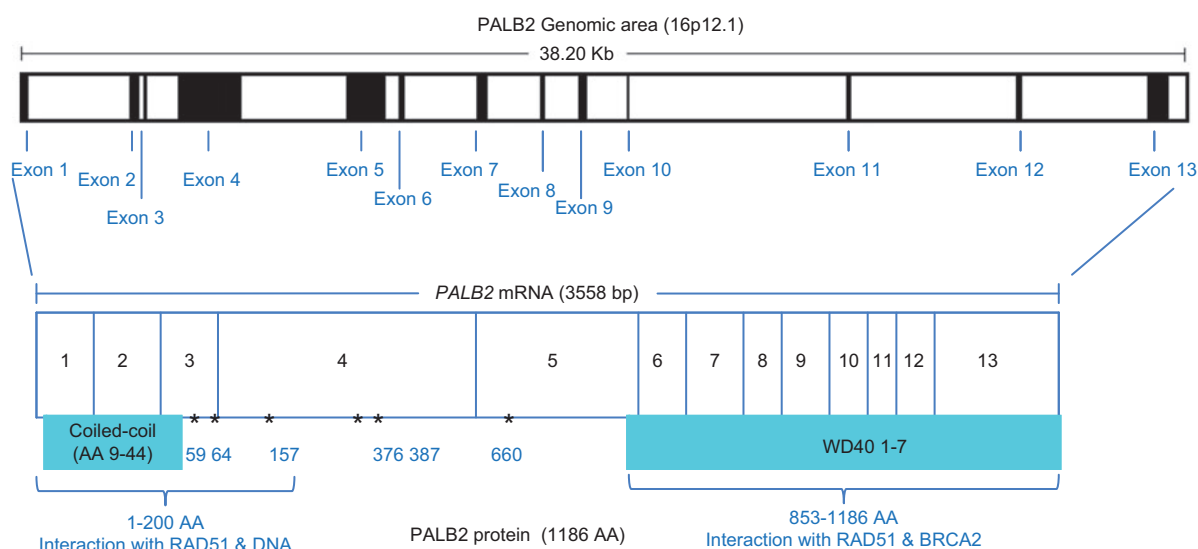 PALB2 Genomic area (16p12.1)
38.20 Kb
Exon 1
Exon 2
Exon 3
Exon 4
Exon 5
Exon 6
Exon 7
Exon 8
Exon 9
Exon 10
Exon 11
Exon 12
Exon 13
PALB2 mRNA (3558 bp)
1 2 3 4 5 6 7 8 9 10 11 12 13
* * * * * *
Coiled-coil
(AA 9-44)
59 64 157 376 387 660
WD40 1-7
1-200 AA
Interaction with RAD51 & DNA
PALB2 protein (1186 AA)
853-1186 AA
Interaction with RAD51 & BRCA2